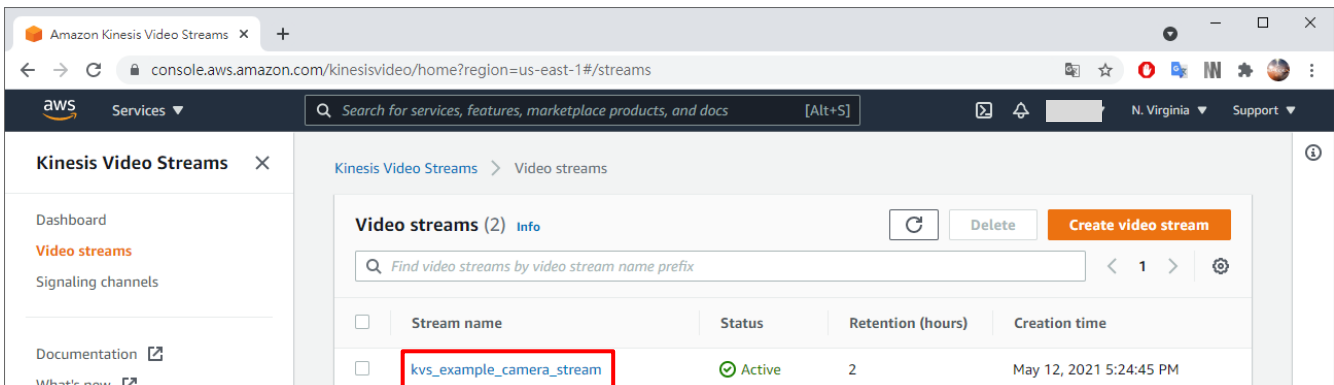 Amazon Kinesis Video Streams
console.aws.amazon.com/kinesisvideo/home?region=us-east-1#/streams
aws Services ▼ Search for services, features, marketplace products, and docs [Alt+S] N. Virginia ▼ Support ▼
Kinesis Video Streams
Dashboard
Video streams
Signaling channels
Documentation
What's new
Kinesis Video Streams > Video streams
Video streams (2) Info Delete Create video stream
Find video streams by video stream name prefix < 1 >
Stream name Status Retention (hours) Creation time
kvs_example_camera_stream Active 2 May 12, 2021 5:24:45 PM